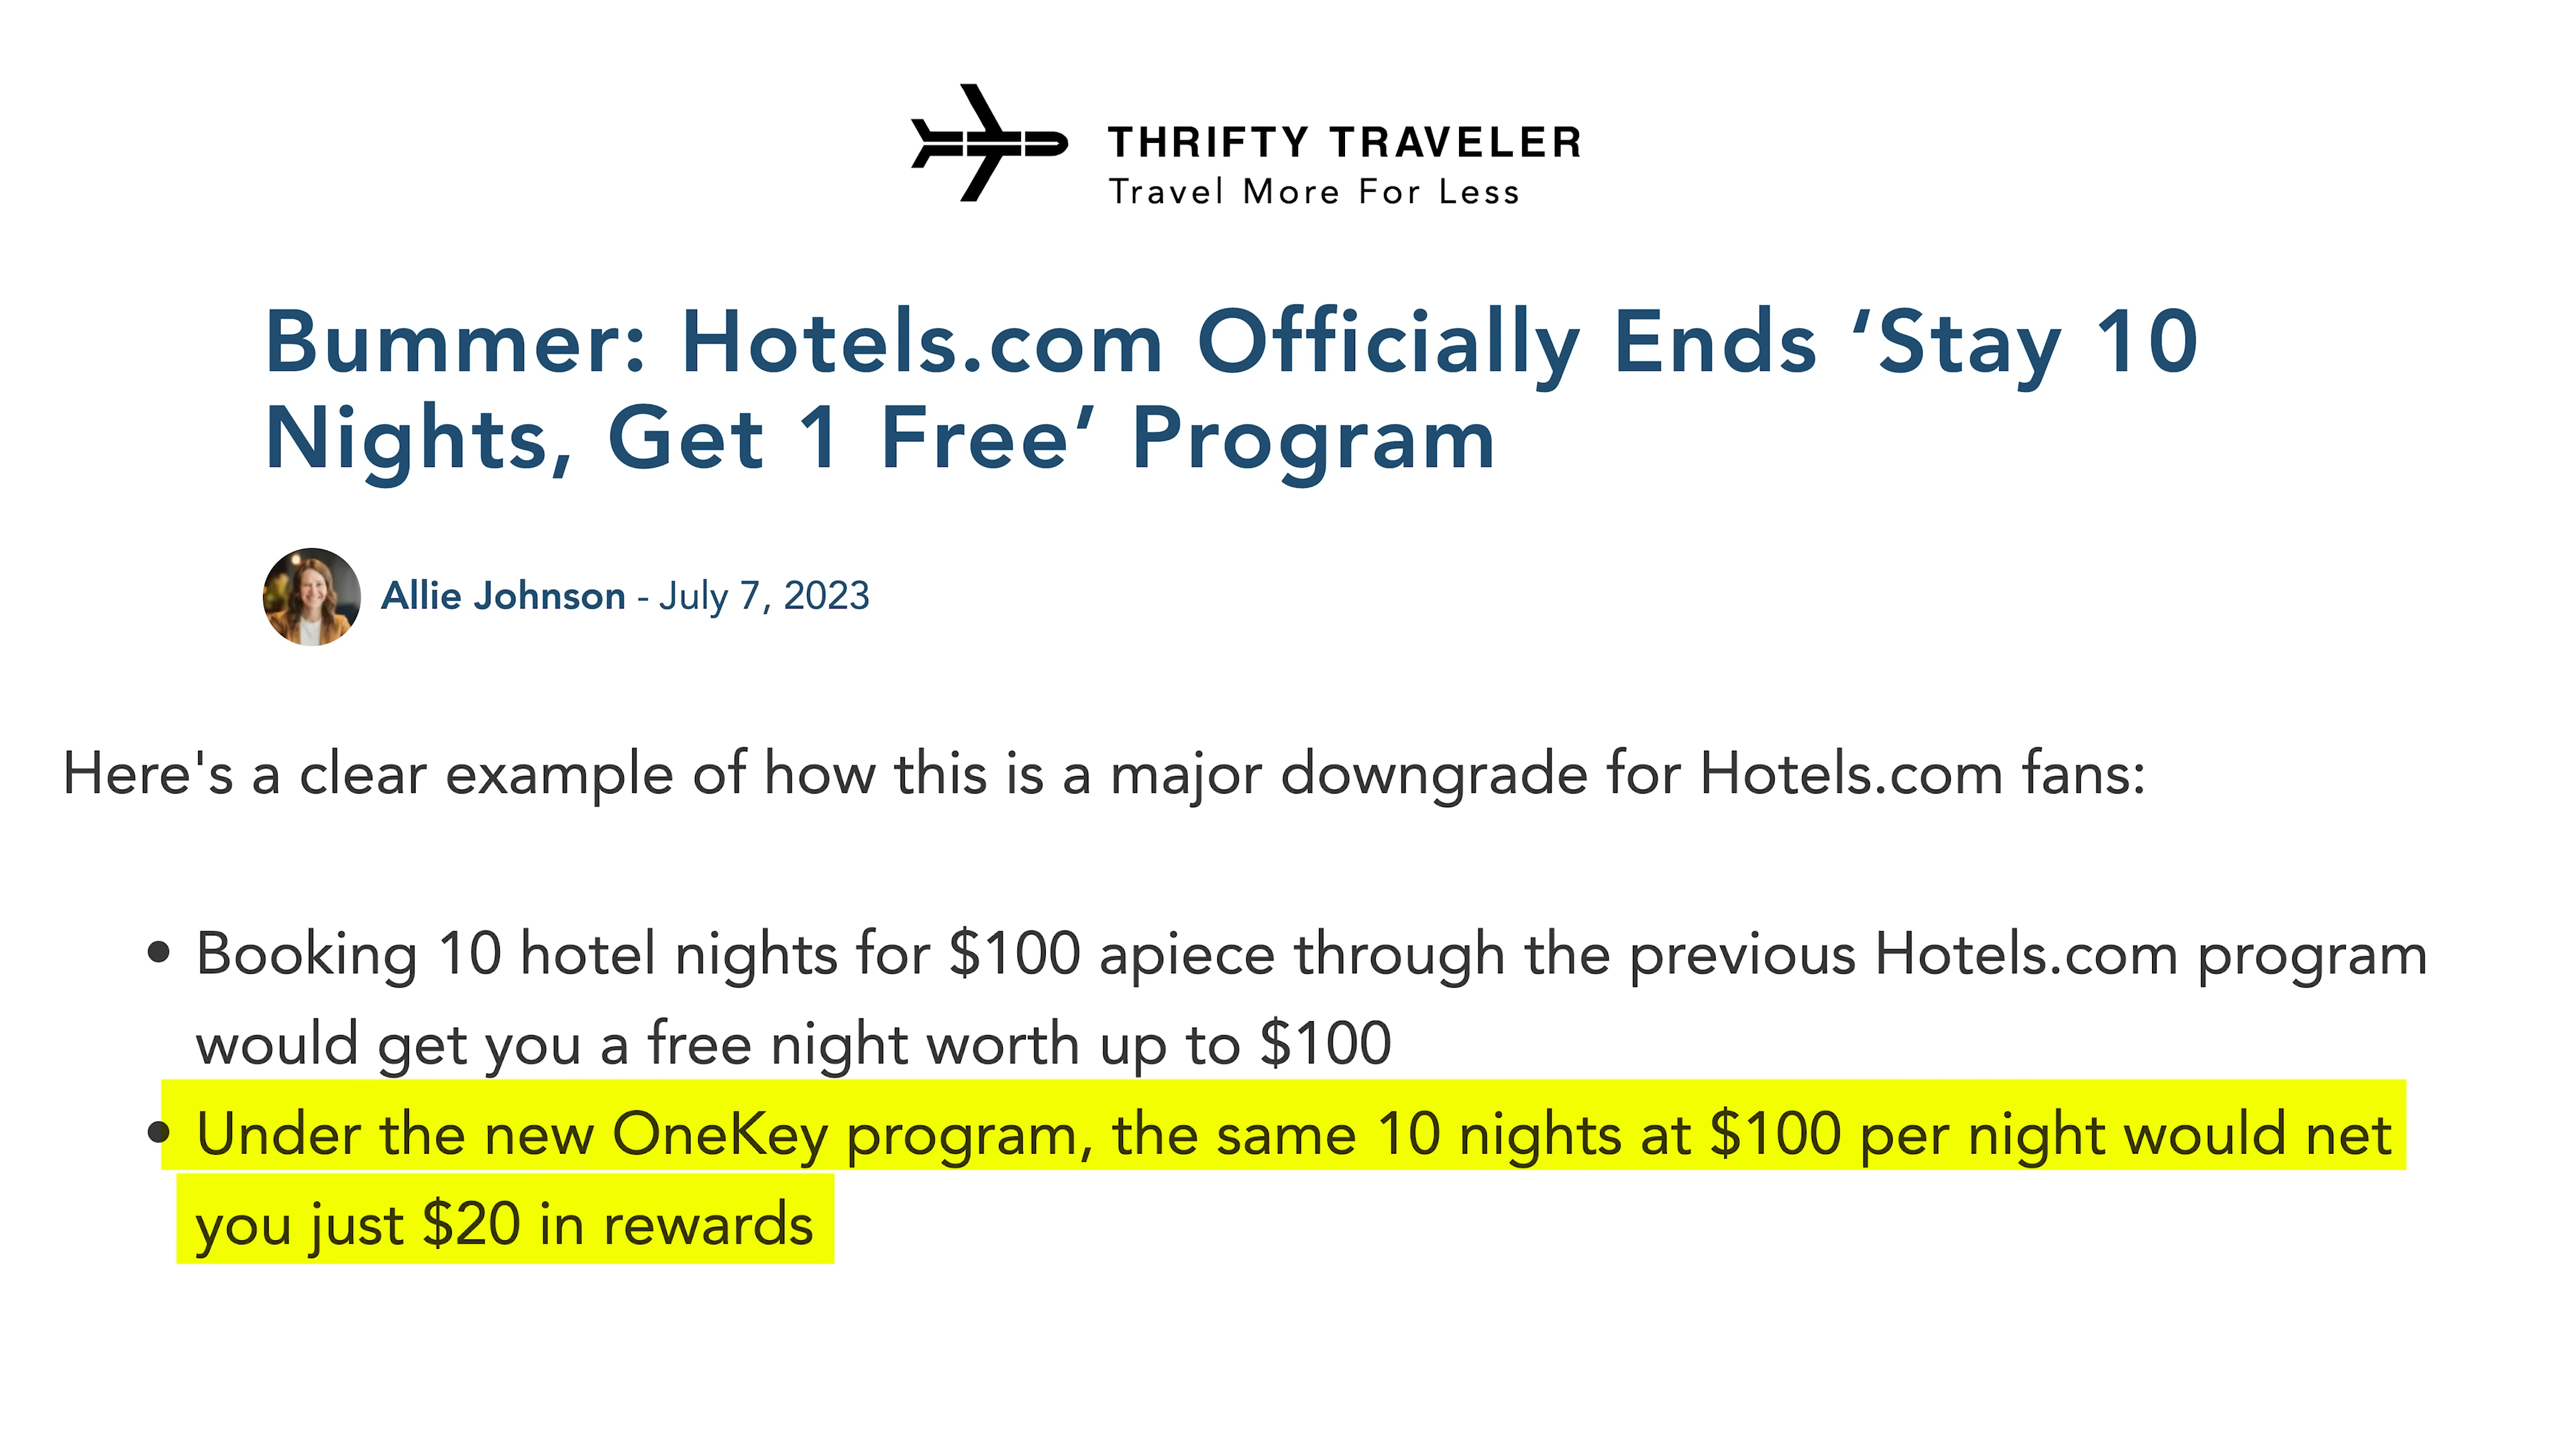 THRIFTY TRAVELER
Travel More For Less
Bummer: Hotels.com Officially Ends ‘Stay 10
Nights, Get 1 Free’ Program
Allie Johnson - July 7, 2023
Here's a clear example of how this is a major downgrade for Hotels.com fans:
• Booking 10 hotel nights for $100 apiece through the previous Hotels.com program
would get you a free night worth up to $100
• Under the new OneKey program, the same 10 nights at $100 per night would net
you just $20 in rewards